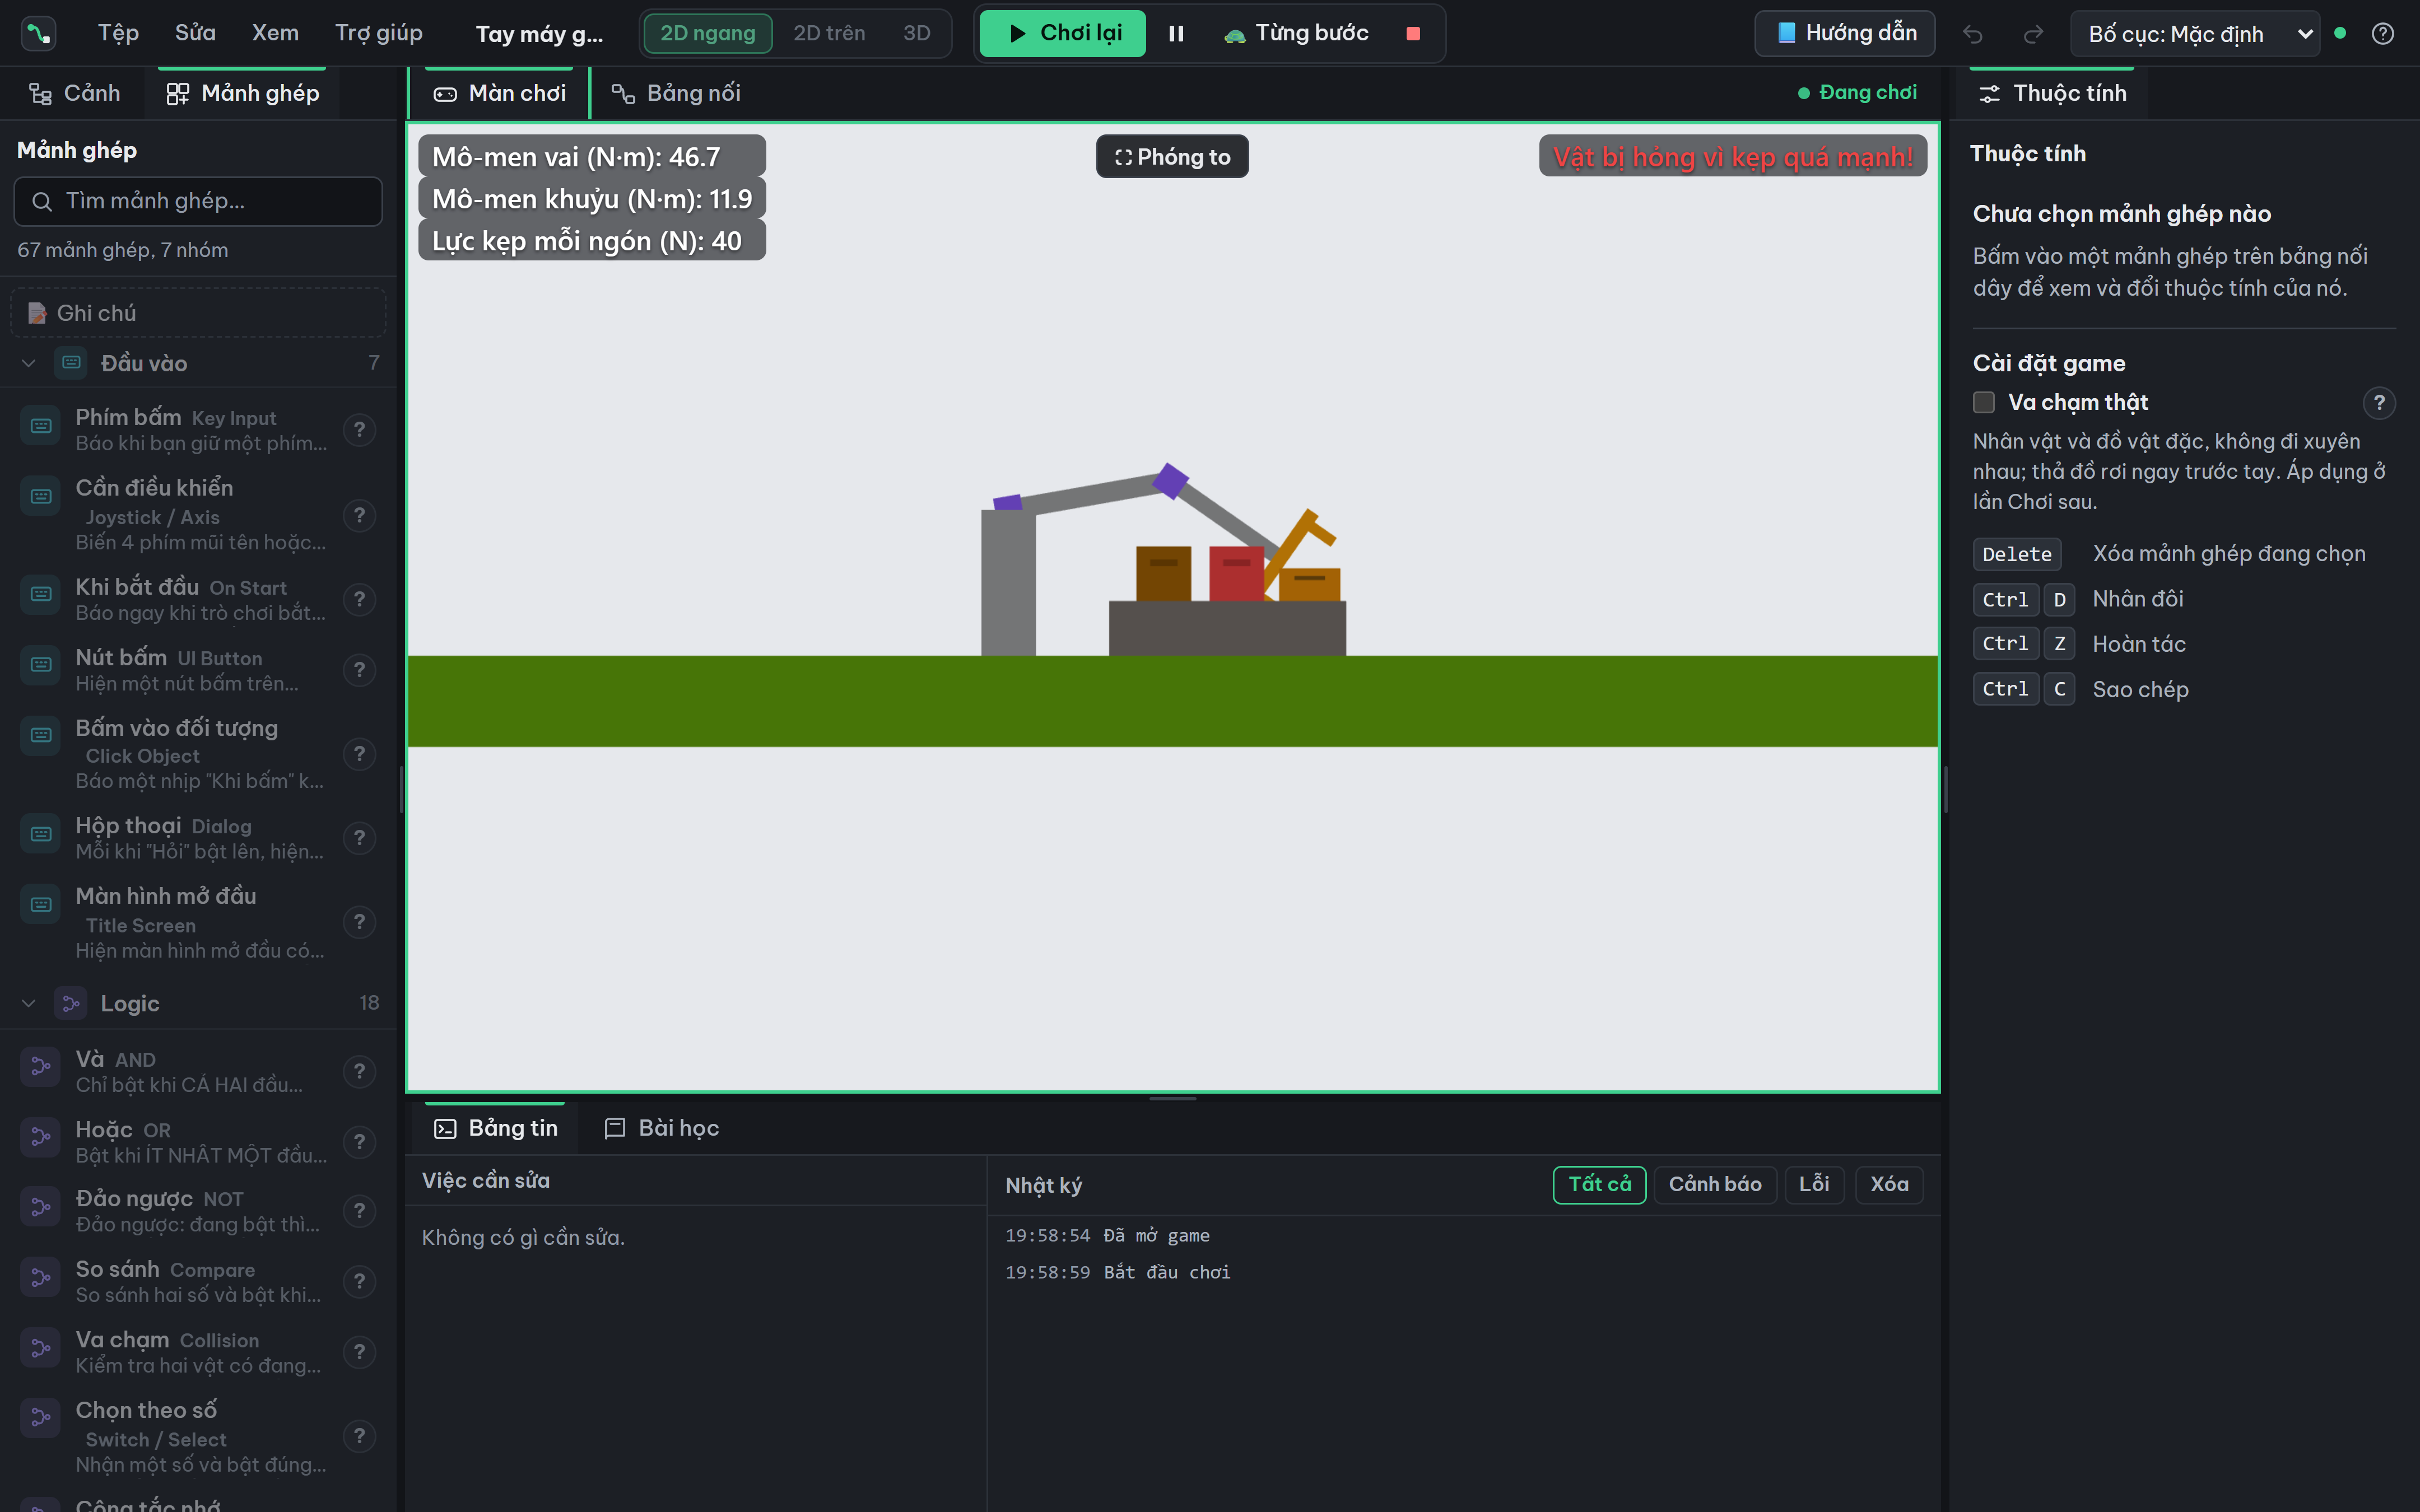 Tệp Sửa Xem Trợ giúp Tay máy g... 2D ngang 2D trên 3D Chơi lại Từng bước Hướng dẫn Bố cục: Mặc định
Cảnh Mảnh ghép Màn chơi Bảng nối Đang chơi Thuộc tính
Mảnh ghép
Tìm mảnh ghép...
67 mảnh ghép, 7 nhóm
Ghi chú
Đầu vào 7
Phím bấm Key Input
Báo khi bạn giữ một phím...
?
Cần điều khiển
Joystick / Axis
Biến 4 phím mũi tên hoặc...
?
Khi bắt đầu On Start
Báo ngay khi trò chơi bắt...
?
Nút bấm UI Button
Hiện một nút bấm trên...
?
Bấm vào đối tượng
Click Object
Báo một nhịp "Khi bấm" k...
?
Hộp thoại Dialog
Mỗi khi "Hỏi" bật lên, hiện...
?
Màn hình mở đầu
Title Screen
Hiện màn hình mở đầu có...
?
Logic 18
Và AND
Chỉ bật khi CẢ HAI đầu...
?
Hoặc OR
Bật khi ÍT NHẤT MỘT đầu...
?
Đảo ngược NOT
Đảo ngược: đang bật thì...
?
So sánh Compare
So sánh hai số và bật khi...
?
Va chạm Collision
Kiểm tra hai vật có đang...
?
Chọn theo số
Switch / Select
Nhận một số và bật đúng...
?
Công tắc nhớ
Mô-men vai (N·m): 46.7
Mô-men khuỷu (N·m): 11.9
Lực kẹp mỗi ngón (N): 40
Phóng to
Vật bị hỏng vì kẹp quá mạnh!
Bảng tin Bài học
Việc cần sửa
Không có gì cần sửa.
Nhật ký Tất cả Cảnh báo Lỗi Xóa
19:58:54 Đã mở game
19:58:59 Bắt đầu chơi
Thuộc tính
Chưa chọn mảnh ghép nào
Bấm vào một mảnh ghép trên bảng nối
dây để xem và đổi thuộc tính của nó.
Cài đặt game
Va chạm thật ?
Nhân vật và đồ vật đặc, không đi xuyên
nhau; thả đồ rơi ngay trước tay. Áp dụng ở
lần Chơi sau.
Delete Xóa mảnh ghép đang chọn
Ctrl D Nhân đôi
Ctrl Z Hoàn tác
Ctrl C Sao chép